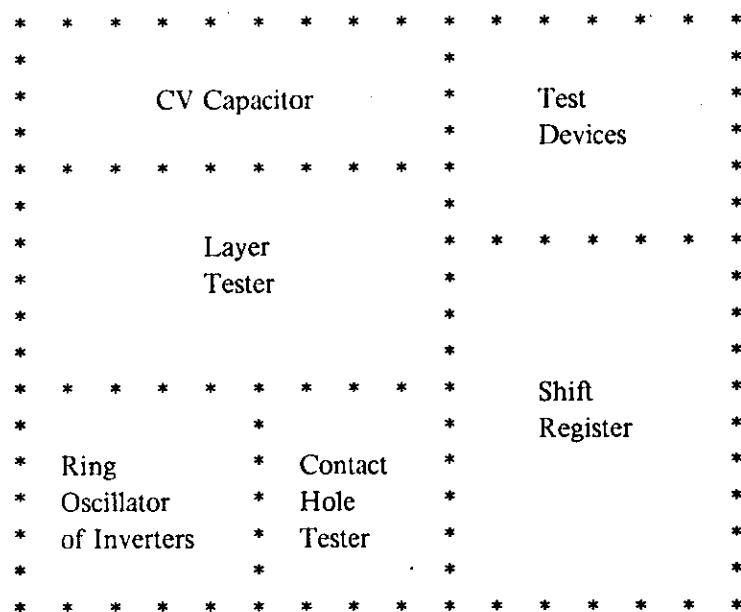 CV Capacitor
Test
Devices
Layer
Tester
Shift
Register
Ring
Oscillator
of Inverters
Contact
Hole
Tester